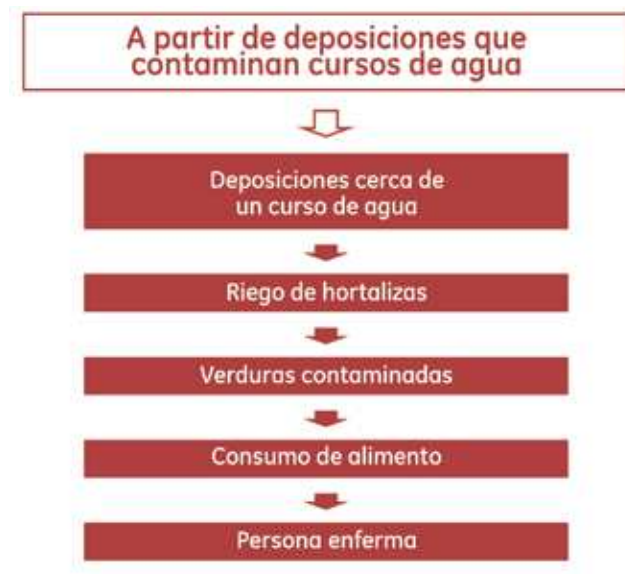 A partir de deposiciones que
contaminan cursos de agua
Deposiciones cerca de
un curso de agua
Riego de hortalizas
Verduras contaminadas
Consumo de alimento
Persona enferma